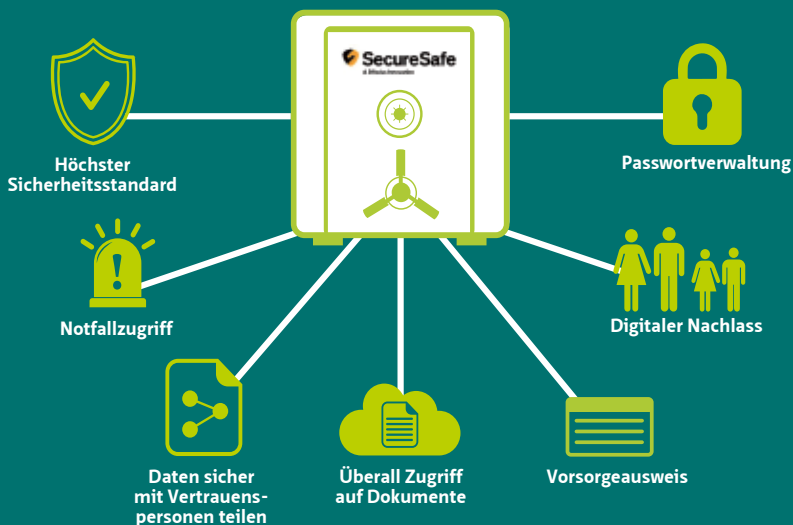 SecureSafe
Höchster
Sicherheitsstandard
Passwortverwaltung
Notfallzugriff
Digitaler Nachlass
Daten sicher
mit Vertrauens-
personen teilen
Überall Zugriff
auf Dokumente
Vorsorgeausweis